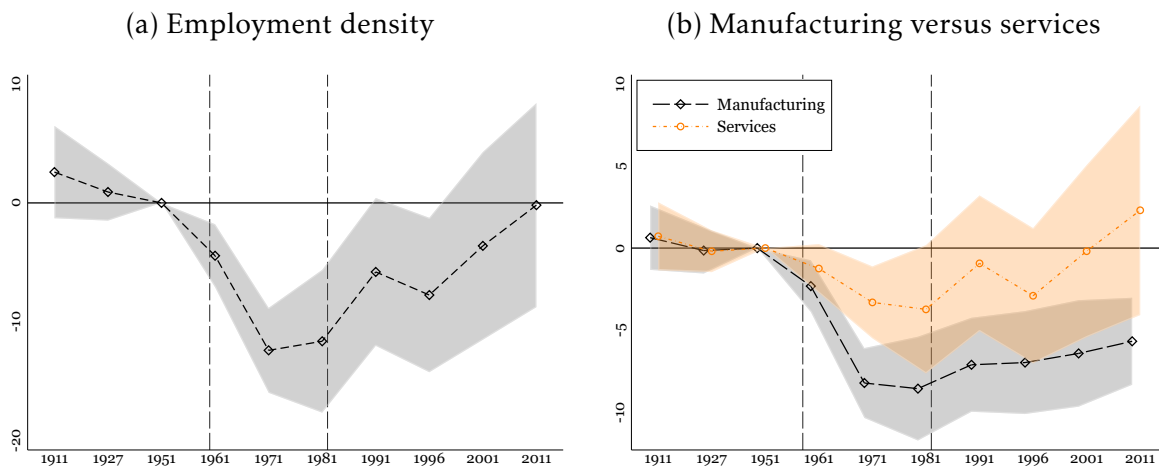 (a) Employment density
10
0
-10
-20
1911 1927 1951 1961 1971 1981 1991 1996 2001 2011
(b) Manufacturing versus services
10
5
0
-5
-10
Manufacturing
Services
1911 1927 1951 1961 1971 1981 1991 1996 2001 2011